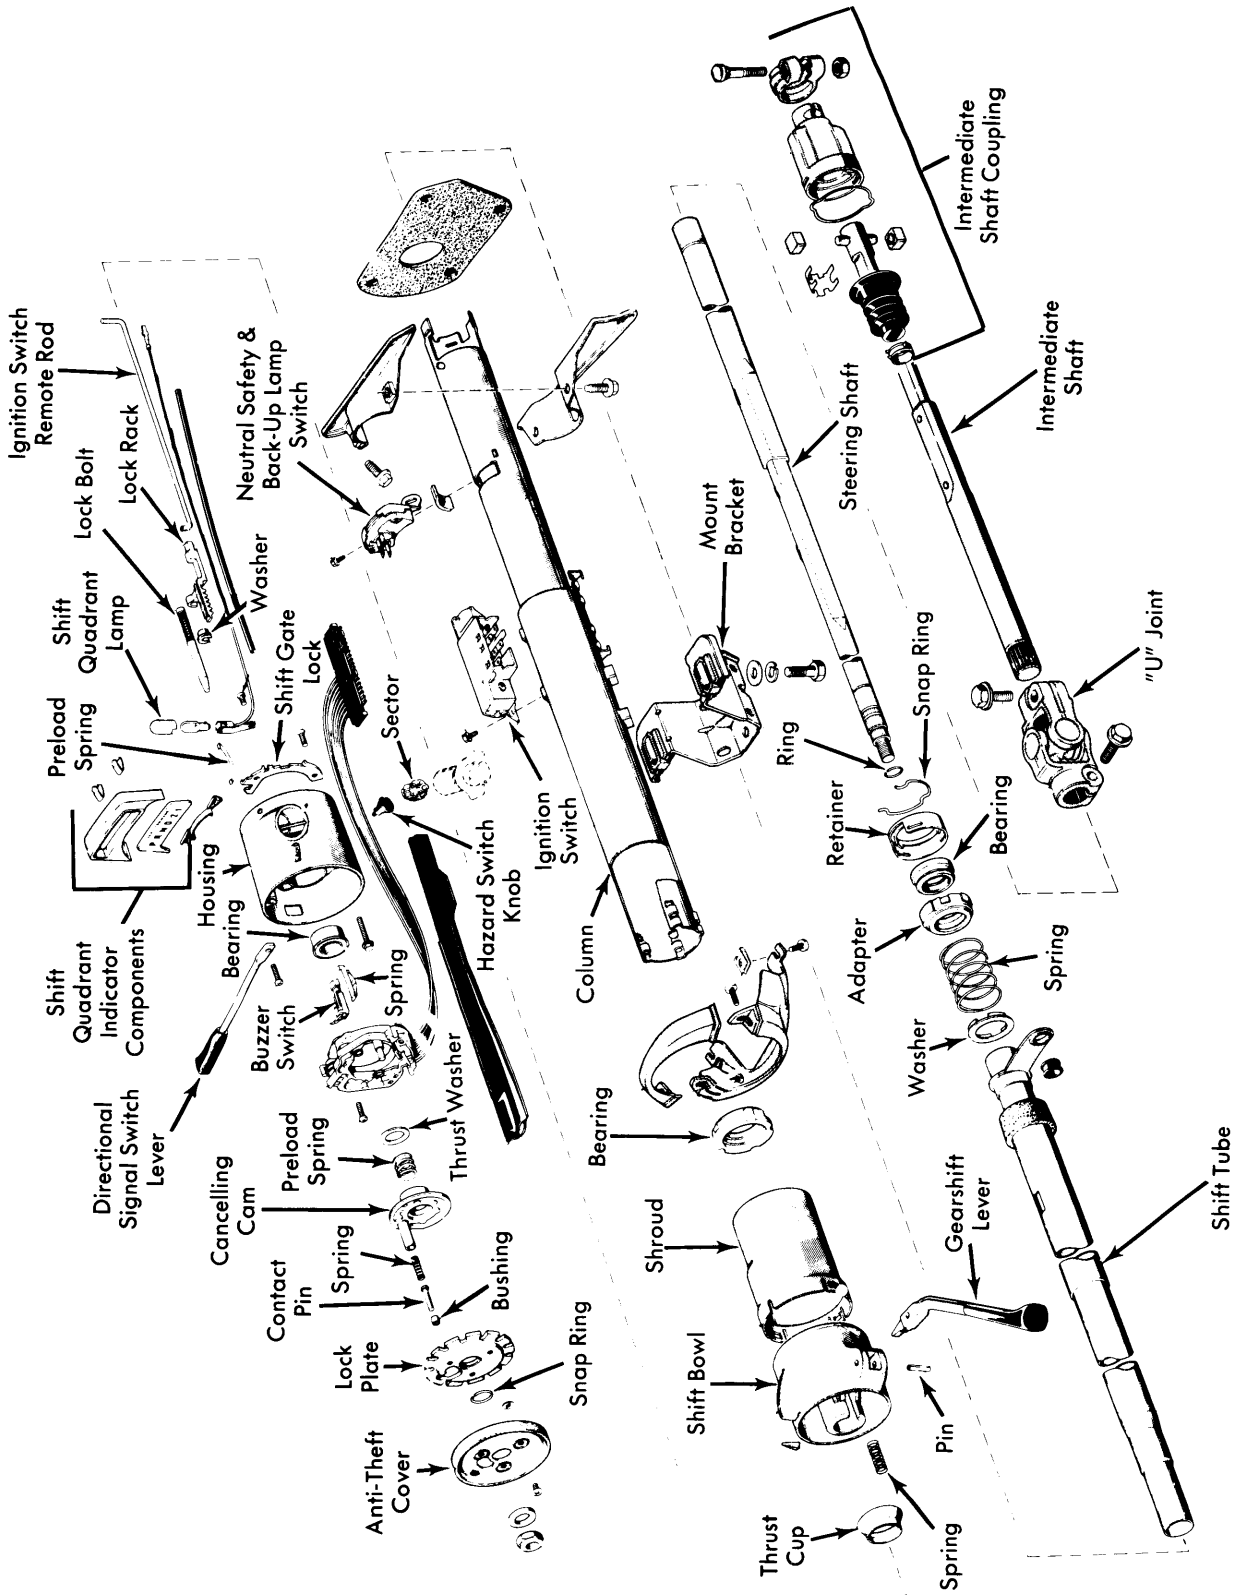 Ignition Switch
Remote Rod
Lock Rack
Lock Bolt
Shift
Quadrant
Lamp
Washer
Preload
Spring
Shift Gate
Lock
Neutral Safety &
Back-Up Lamp
Switch
Shift
Quadrant
Indicator
Components
Housing
Bearing
Sector
Hazard Switch
Knob
Ignition
Switch
Column
Mount
Bracket
Directional
Signal Switch
Lever
Buzzer
Switch
Spring
Thrust Washer
Preload
Spring
Cancelling
Cam
Spring
Contact
Pin
Bushing
Lock
Plate
Snap Ring
Anti-Theft
Cover
Intermediate
Shaft Coupling
Intermediate
Shaft
Steering Shaft
"U" Joint
Snap Ring
Ring
Retainer
Bearing
Adapter
Spring
Washer
Bearing
Shroud
Shift Bowl
Gearshift
Lever
Shift Tube
Pin
Spring
Thrust
Cup